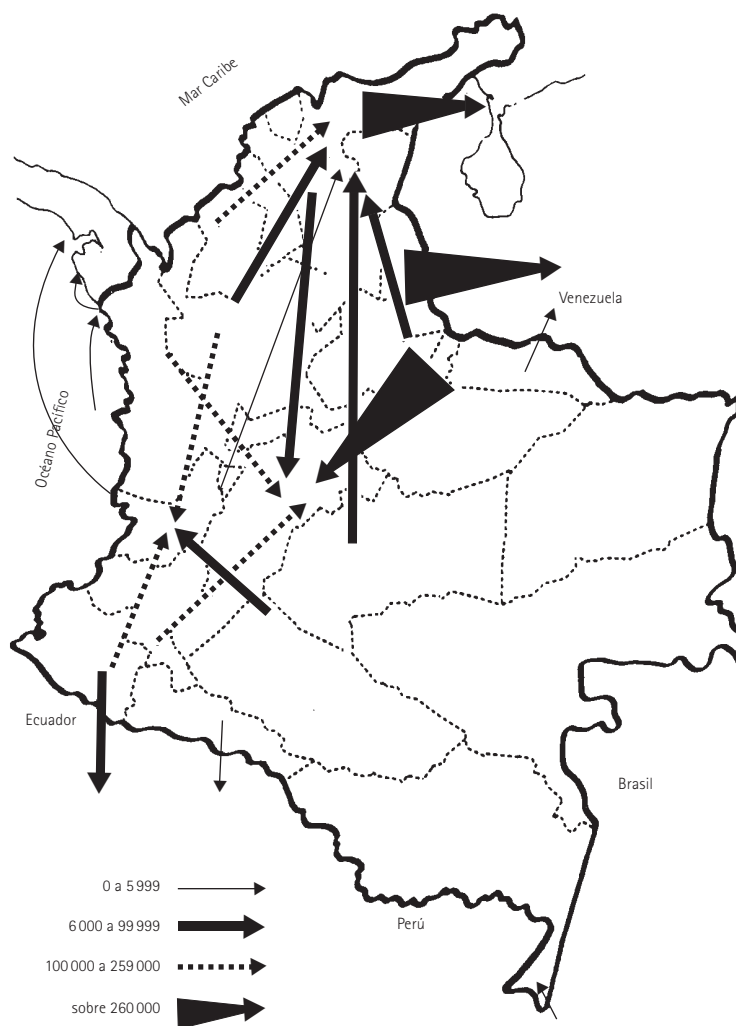 Mar Caribe
Venezuela
Océano Pacífico
Ecuador
Brasil
Perú
0 a 5 999
6 000 a 99 999
100 000 a 259 000
sobre 260 000